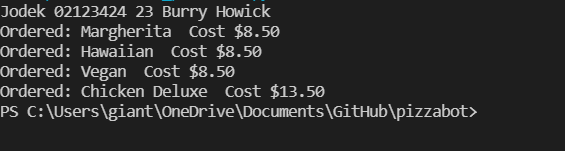 Jodek 02123424 23 Burry Howick
Ordered: Margherita  Cost $8.50
Ordered: Hawaiian  Cost $8.50
Ordered: Vegan  Cost $8.50
Ordered: Chicken Deluxe  Cost $13.50
PS C:\Users\giant\OneDrive\Documents\GitHub\pizzabot>